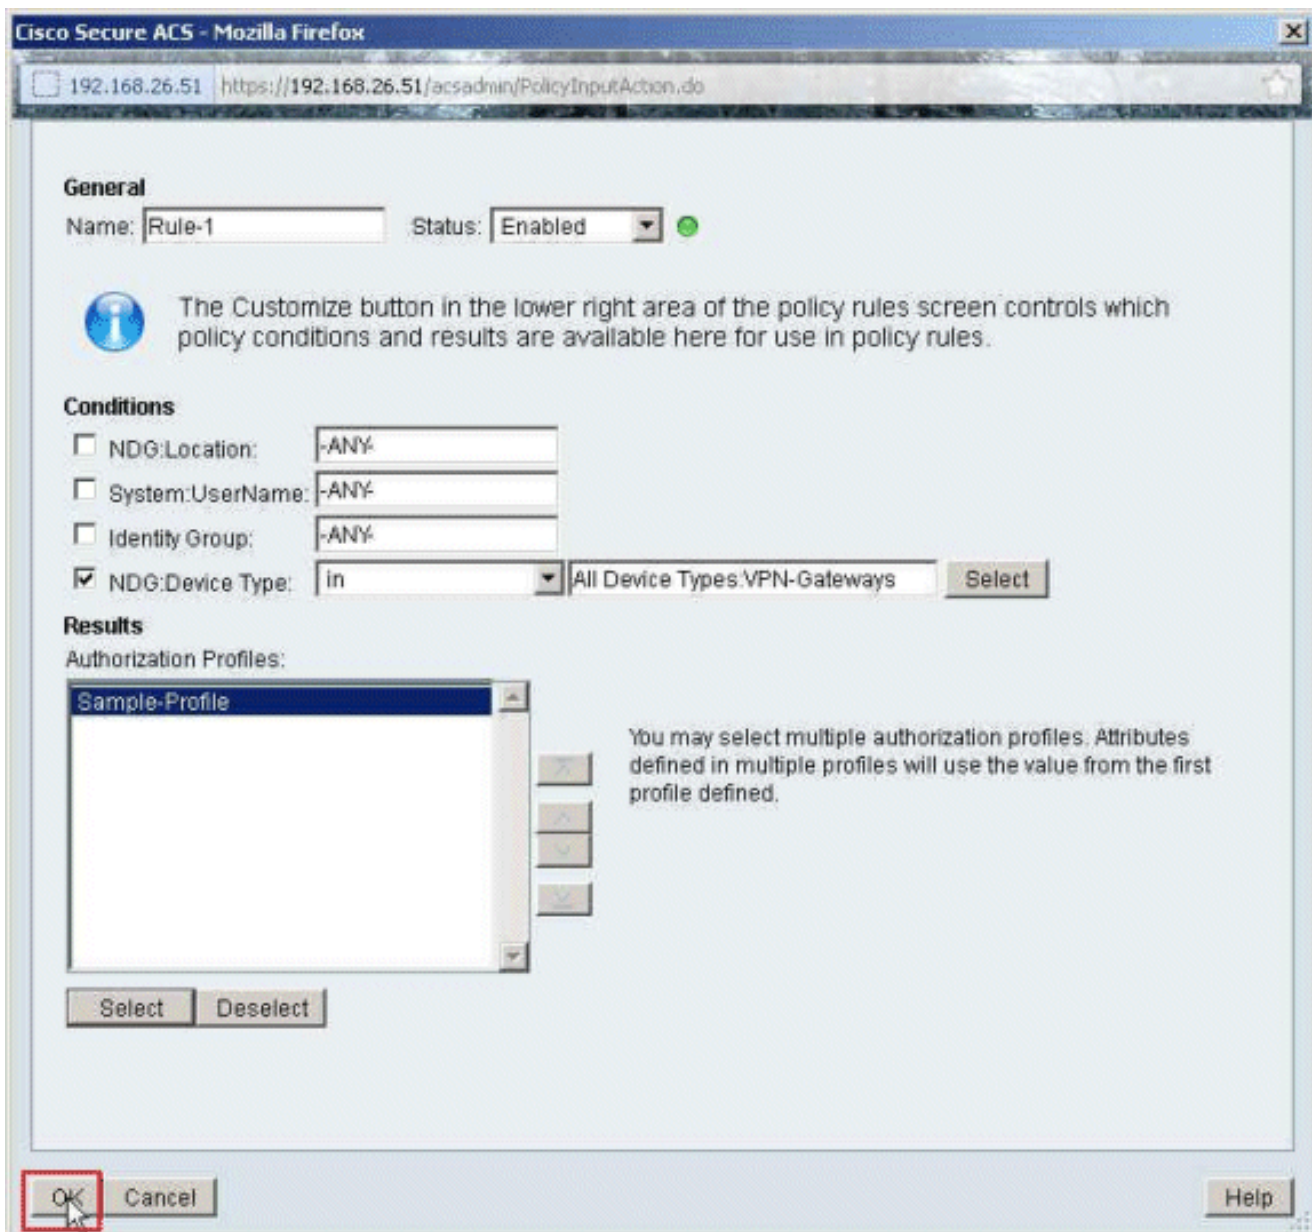 Cisco Secure ACS - Mozilla Firefox
192.168.26.51 https://192.168.26.51/acsadmin/PolicyInputAction.do
General
Name: Rule-1 Status: Enabled
The Customize button in the lower right area of the policy rules screen controls which
policy conditions and results are available here for use in policy rules.
Conditions
NDG:Location: -ANY-
System:UserName: -ANY-
Identity Group: -ANY-
NDG:Device Type: in All Device Types:VPN-Gateways Select
Results
Authorization Profiles:
Sample-Profile
You may select multiple authorization profiles. Attributes
defined in multiple profiles will use the value from the first
profile defined.
Select Deselect
OK Cancel Help